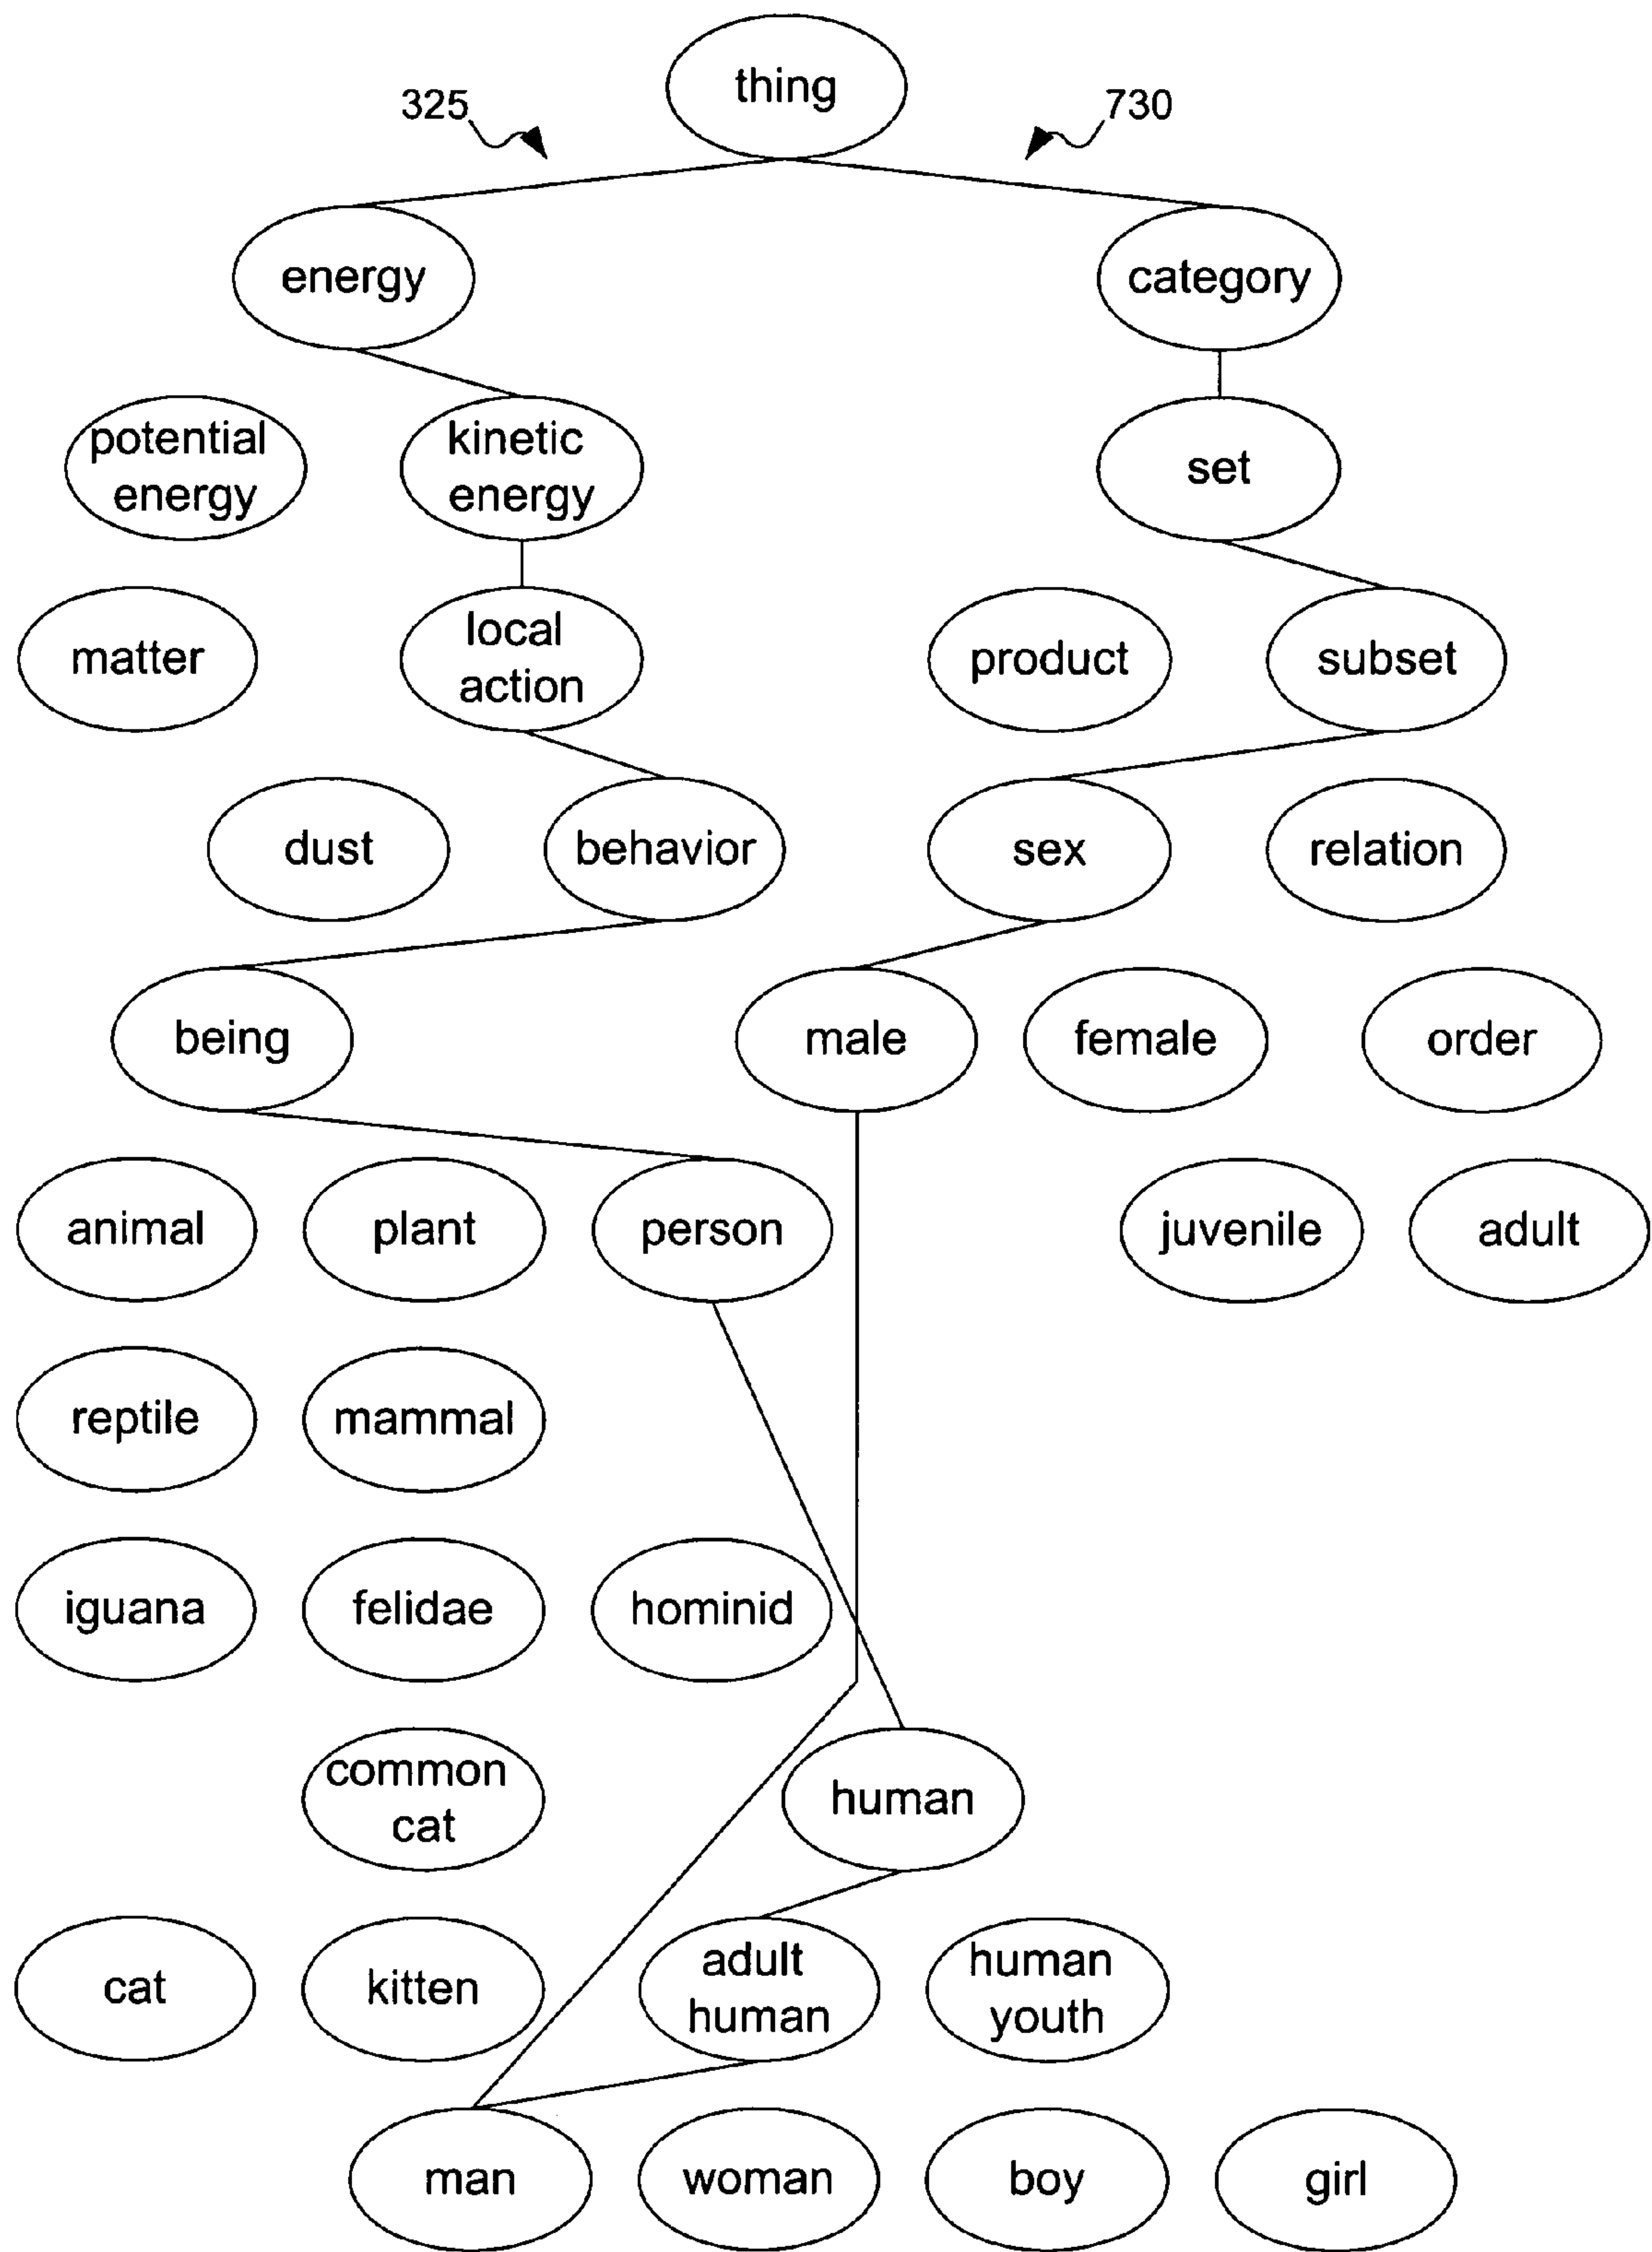 thing
325
730
energy
category
potential
energy
kinetic
energy
set
matter
local
action
product
subset
dust
behavior
sex
relation
being
male
female
order
animal
plant
person
juvenile
adult
reptile
mammal
iguana
felidae
hominid
common
cat
human
cat
kitten
adult
human
human
youth
man
woman
boy
girl